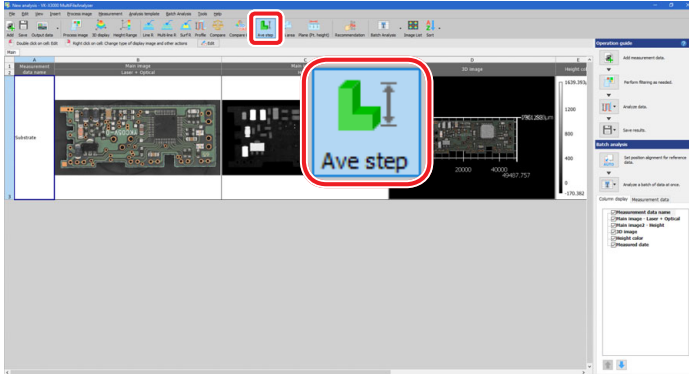 New analysis - VK-X3000 MultiFileAnalyzer
File Edit View Insert Process image Measurement Analysis template Batch Analysis Tools Help
Add Save Output data Process image 3D display Height Range Line R. Multi-line R. Surf R. Profile Compare Compare Ave step Plane [Pt. height] Recommendation Batch Analysis Image List Sort
Double click on cell: Edit Right click on cell: Change type of display image and other actions Edit
Main
A B C D E
1 Measurement Main image Main 3D image Height col
2 data name Laser + Optical
Substrate
3
Ave step
20000 40000
49487.757
1639.393
1200
800
400
0
-170.362
Operation guide
Add measurement data.
Perform filtering as needed.
Analyze data.
Save results.
Batch analysis
Set position alignment for reference data.
AUTO
Analyze a batch of data at once.
Column display Measurement data
Measurement data name
Main image - Laser + Optical
Main image2 - Height
3D image
Height color
Measured date